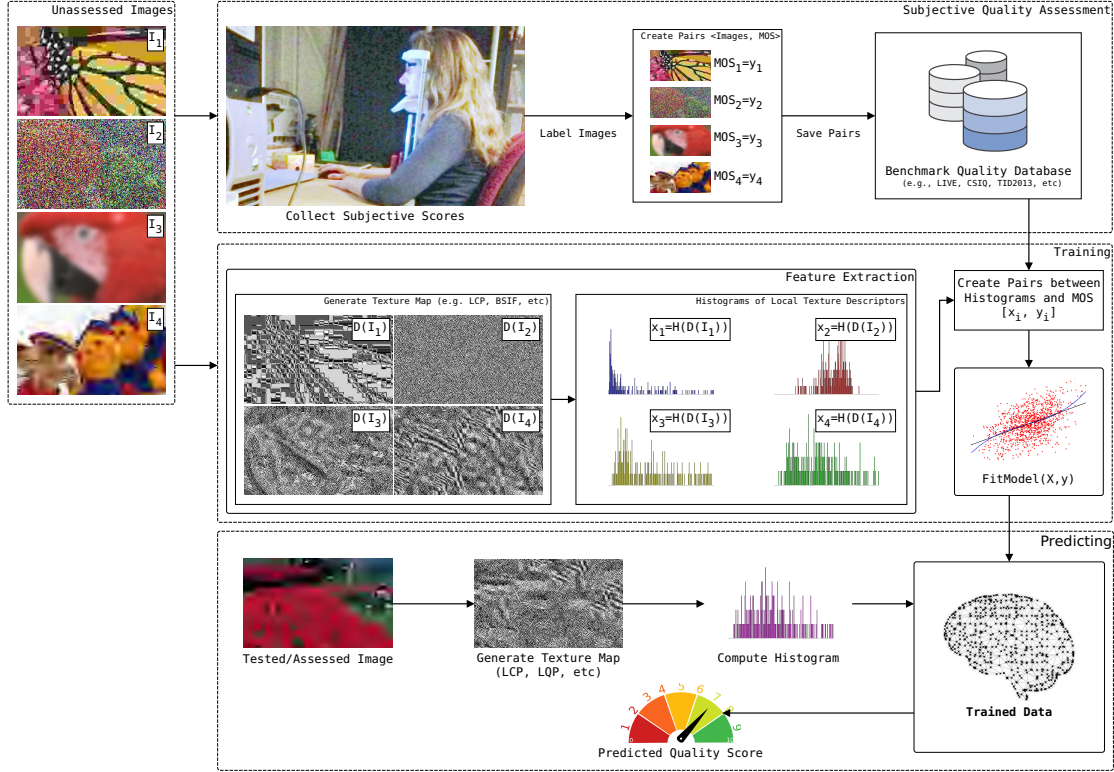 Unassessed Images
I1
I2
I3
I4
Subjective Quality Assessment
Collect Subjective Scores
Label Images
Create Pairs <Images, MOS>
MOS1=y1
MOS2=y2
MOS3=y3
MOS4=y4
Save Pairs
Benchmark Quality Database
(e.g., LIVE, CSIQ, TID2013, etc)
Training
Feature Extraction
Generate Texture Map (e.g. LCP, BSIF, etc)
D(I1)
D(I2)
D(I3)
D(I4)
Histograms of Local Texture Descriptors
x1=H(D(I1))
x2=H(D(I2))
x3=H(D(I3))
x4=H(D(I4))
Create Pairs between
Histograms and MOS
[xi, yi]
FitModel(X,y)
Predicting
Tested/Assessed Image
Generate Texture Map
(LCP, LQP, etc)
Compute Histogram
Trained Data
1 2 3 4 5 6 7 8 9
0
Predicted Quality Score